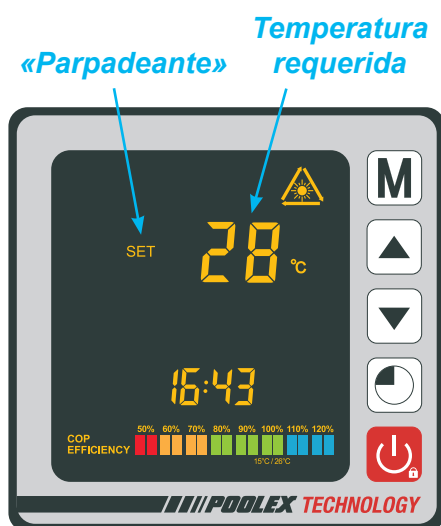 Temperatura
«Parpadeante» requerida
M
SET 28 °C
16:43
50% 60% 70% 80% 90% 100% 110% 120%
COP
EFFICIENCY
15°C / 26°C
POOLEX TECHNOLOGY